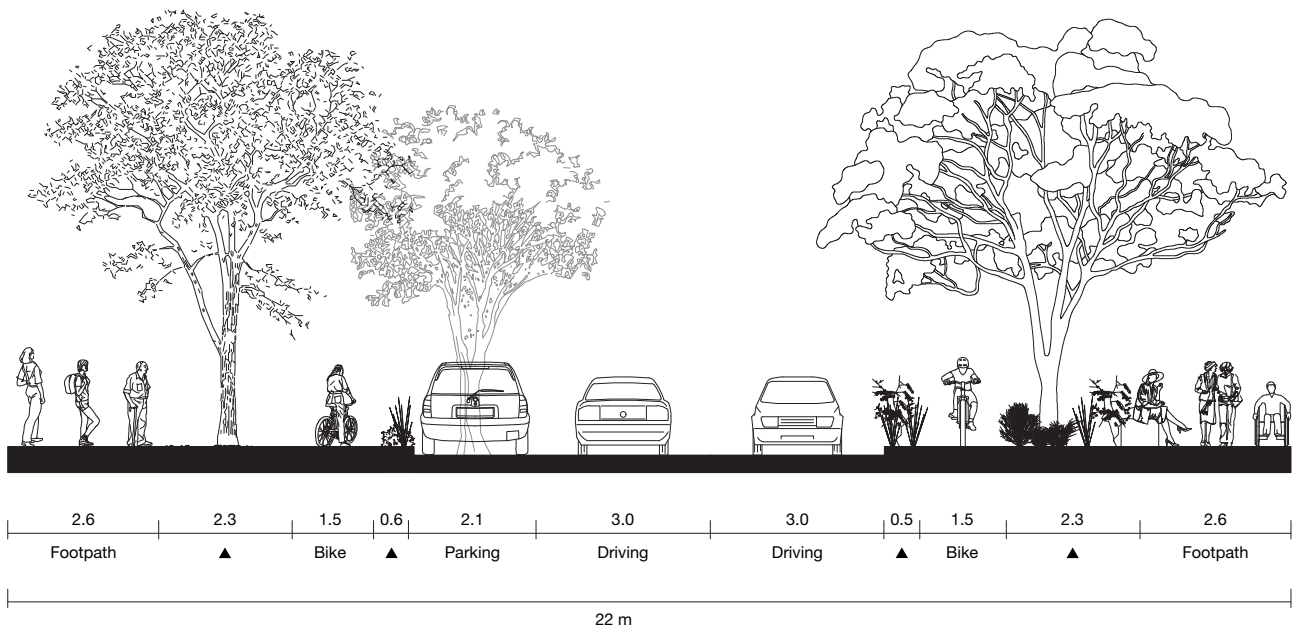 2.6 2.3 1.5 0.6 2.1 3.0 3.0 0.5 1.5 2.3 2.6
Footpath ▲ Bike ▲ Parking Driving Driving ▲ Bike ▲ Footpath
22 m